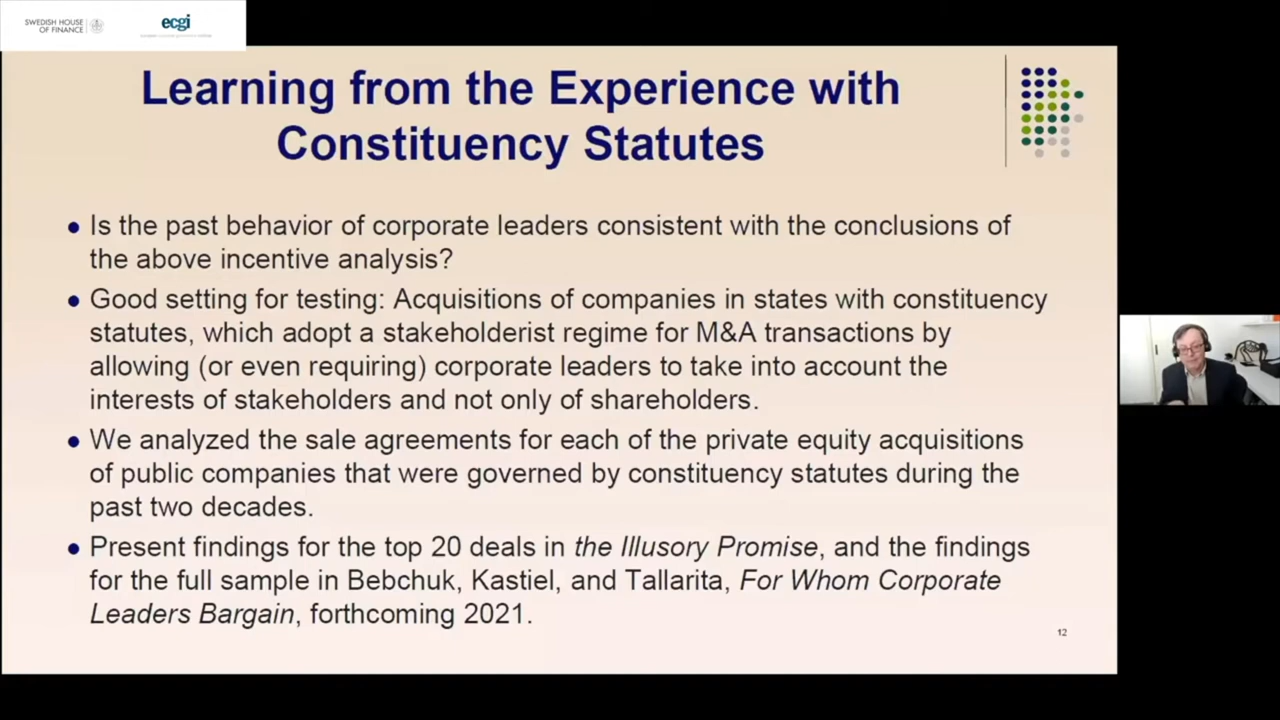 SWEDISH HOUSE
OF FINANCE
ecgi
Learning from the Experience with
Constituency Statutes
● Is the past behavior of corporate leaders consistent with the conclusions of
the above incentive analysis?
● Good setting for testing: Acquisitions of companies in states with constituency
statutes, which adopt a stakeholderist regime for M&A transactions by
allowing (or even requiring) corporate leaders to take into account the
interests of stakeholders and not only of shareholders.
● We analyzed the sale agreements for each of the private equity acquisitions
of public companies that were governed by constituency statutes during the
past two decades.
● Present findings for the top 20 deals in the Illusory Promise, and the findings
for the full sample in Bebchuk, Kastiel, and Tallarita, For Whom Corporate
Leaders Bargain, forthcoming 2021.
12